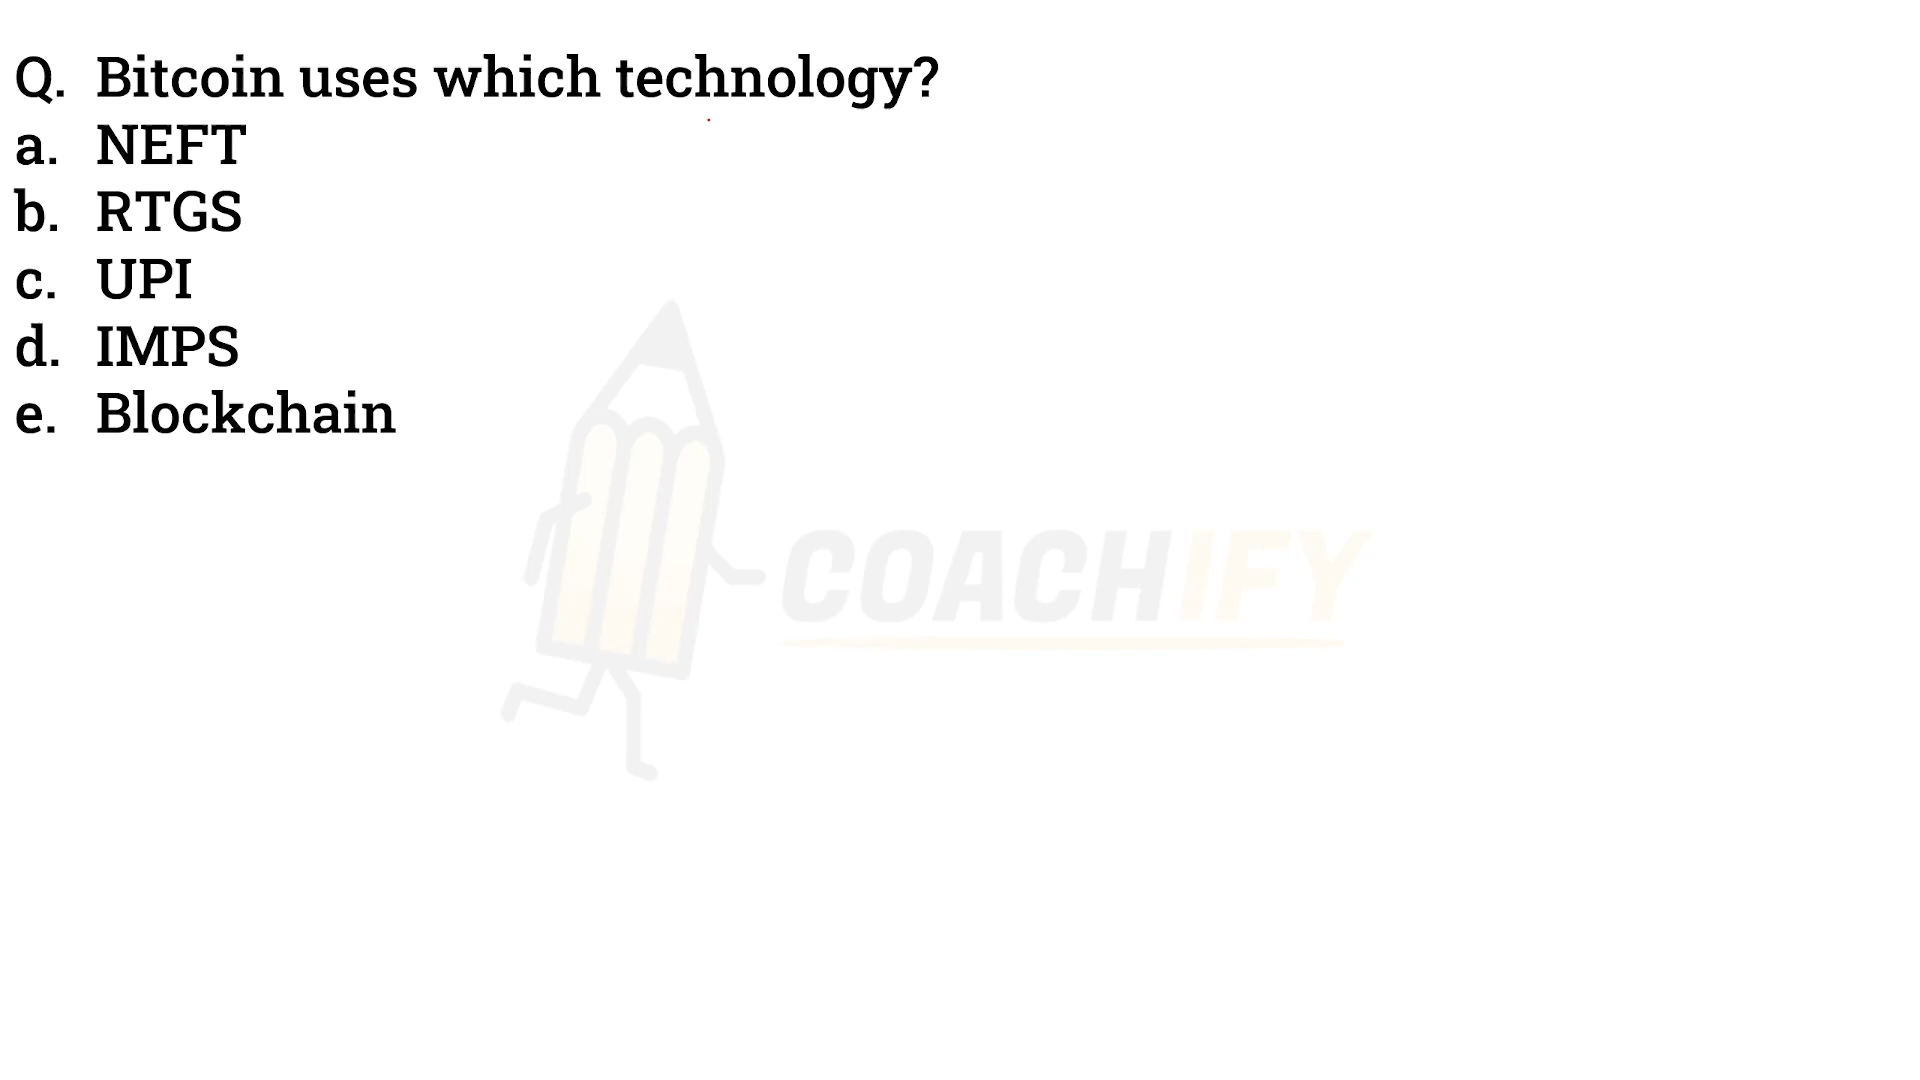 Q. Bitcoin uses which technology?
a. NEFT
b. RTGS
c. UPI
d. IMPS
e. Blockchain
COACHIFY